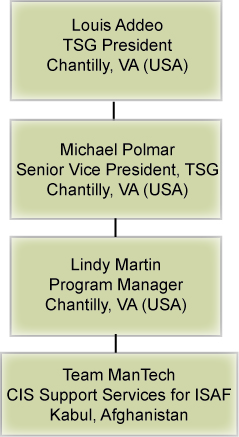 Louis Addeo
TSG President
Chantilly, VA (USA)
Michael Polmar
Senior Vice President, TSG
Chantilly, VA (USA)
Lindy Martin
Program Manager
Chantilly, VA (USA)
Team ManTech
CIS Support Services for ISAF
Kabul, Afghanistan